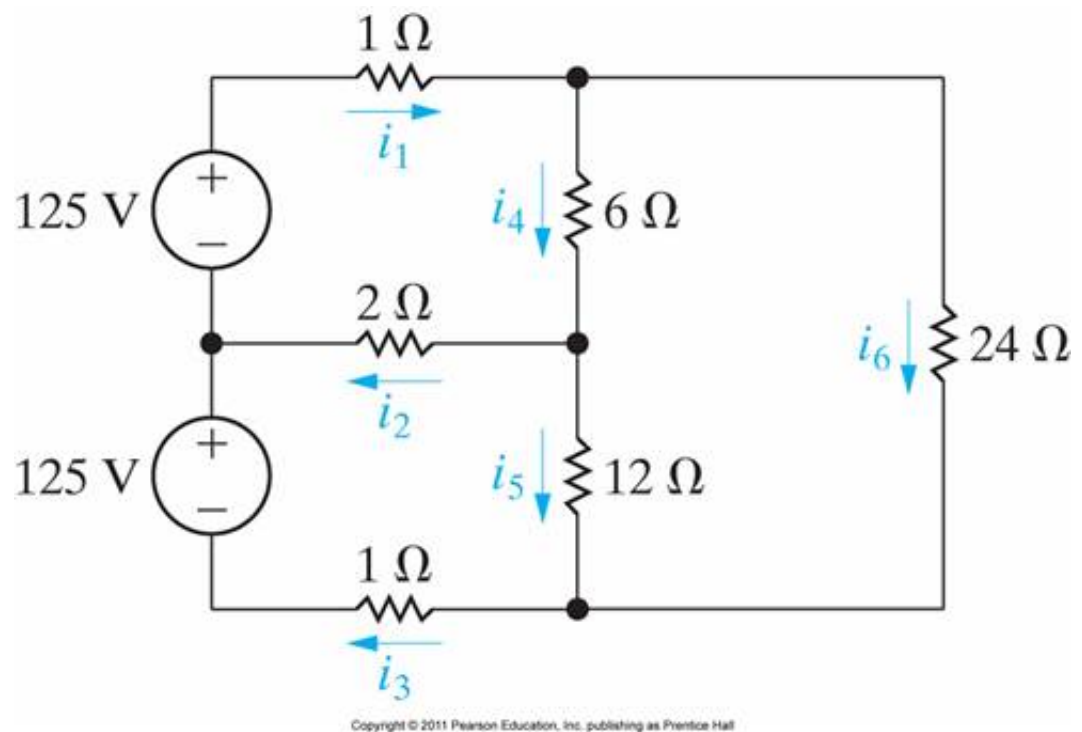 1 Ω
i1
+
125 V
−
i4
6 Ω
2 Ω
i2
i6
24 Ω
+
125 V
−
i5
12 Ω
1 Ω
i3
Copyright © 2011 Pearson Education, Inc. publishing as Prentice Hall